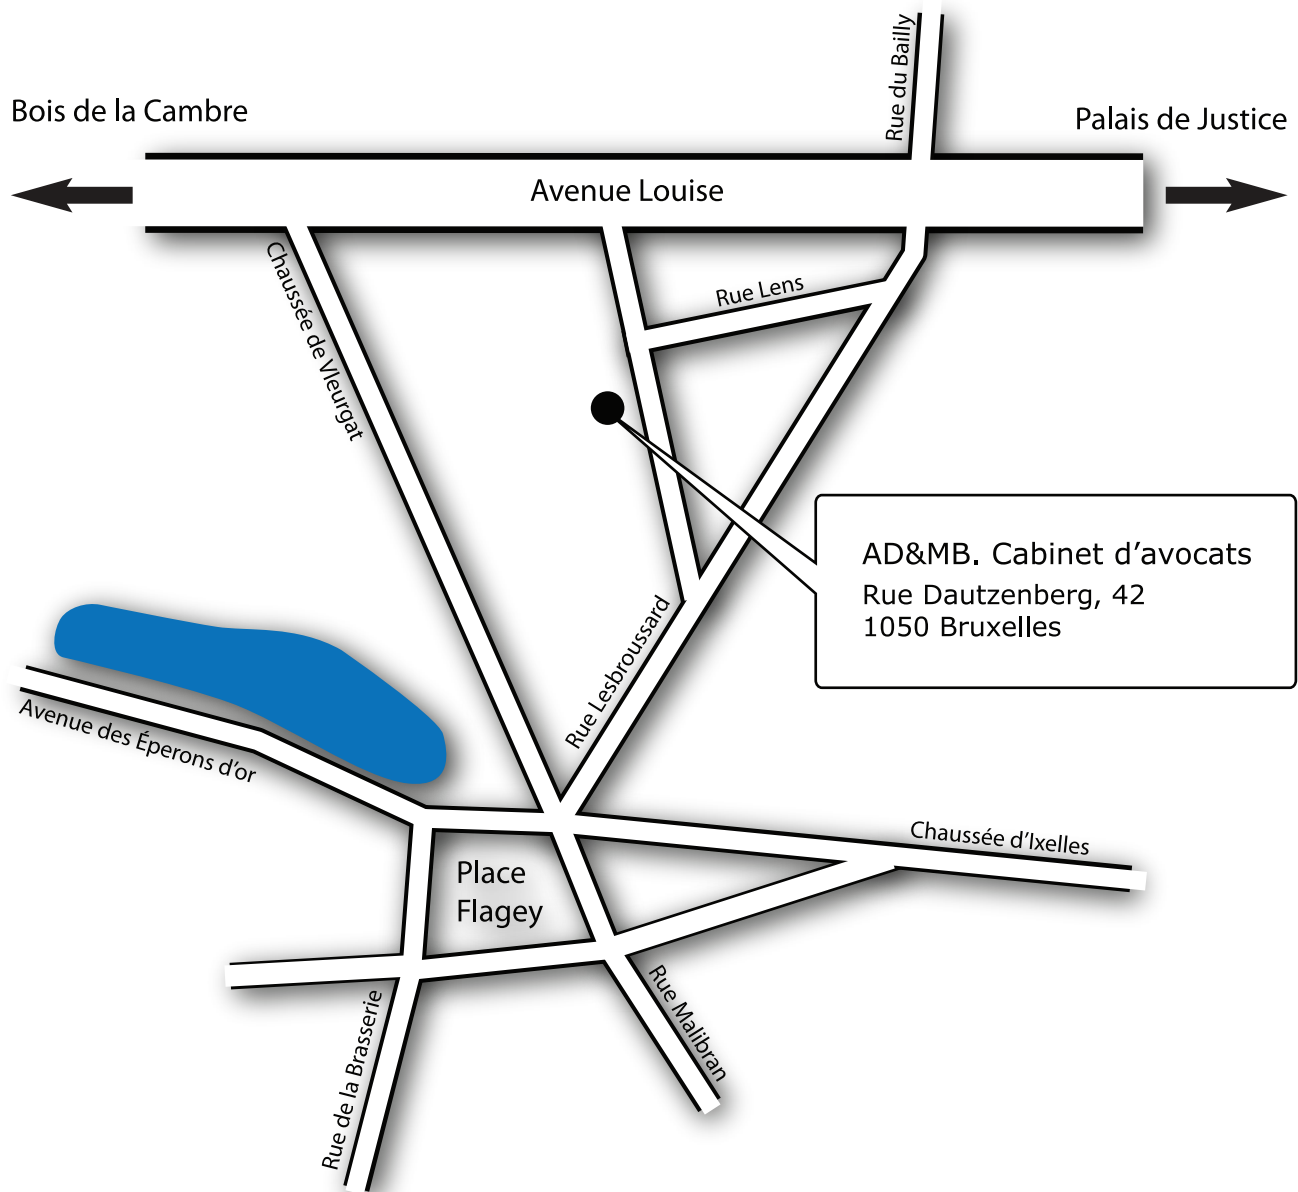 Rue du Bailly
Bois de la Cambre
Palais de Justice
Avenue Louise
Chaussée de Vleurgat
Rue Lens
AD&MB. Cabinet d'avocats
Rue Dautzenberg, 42
1050 Bruxelles
Rue Lesbroussard
Avenue des Éperons d'or
Chaussée d'Ixelles
Place
Flagey
Rue Malibran
Rue de la Brasserie